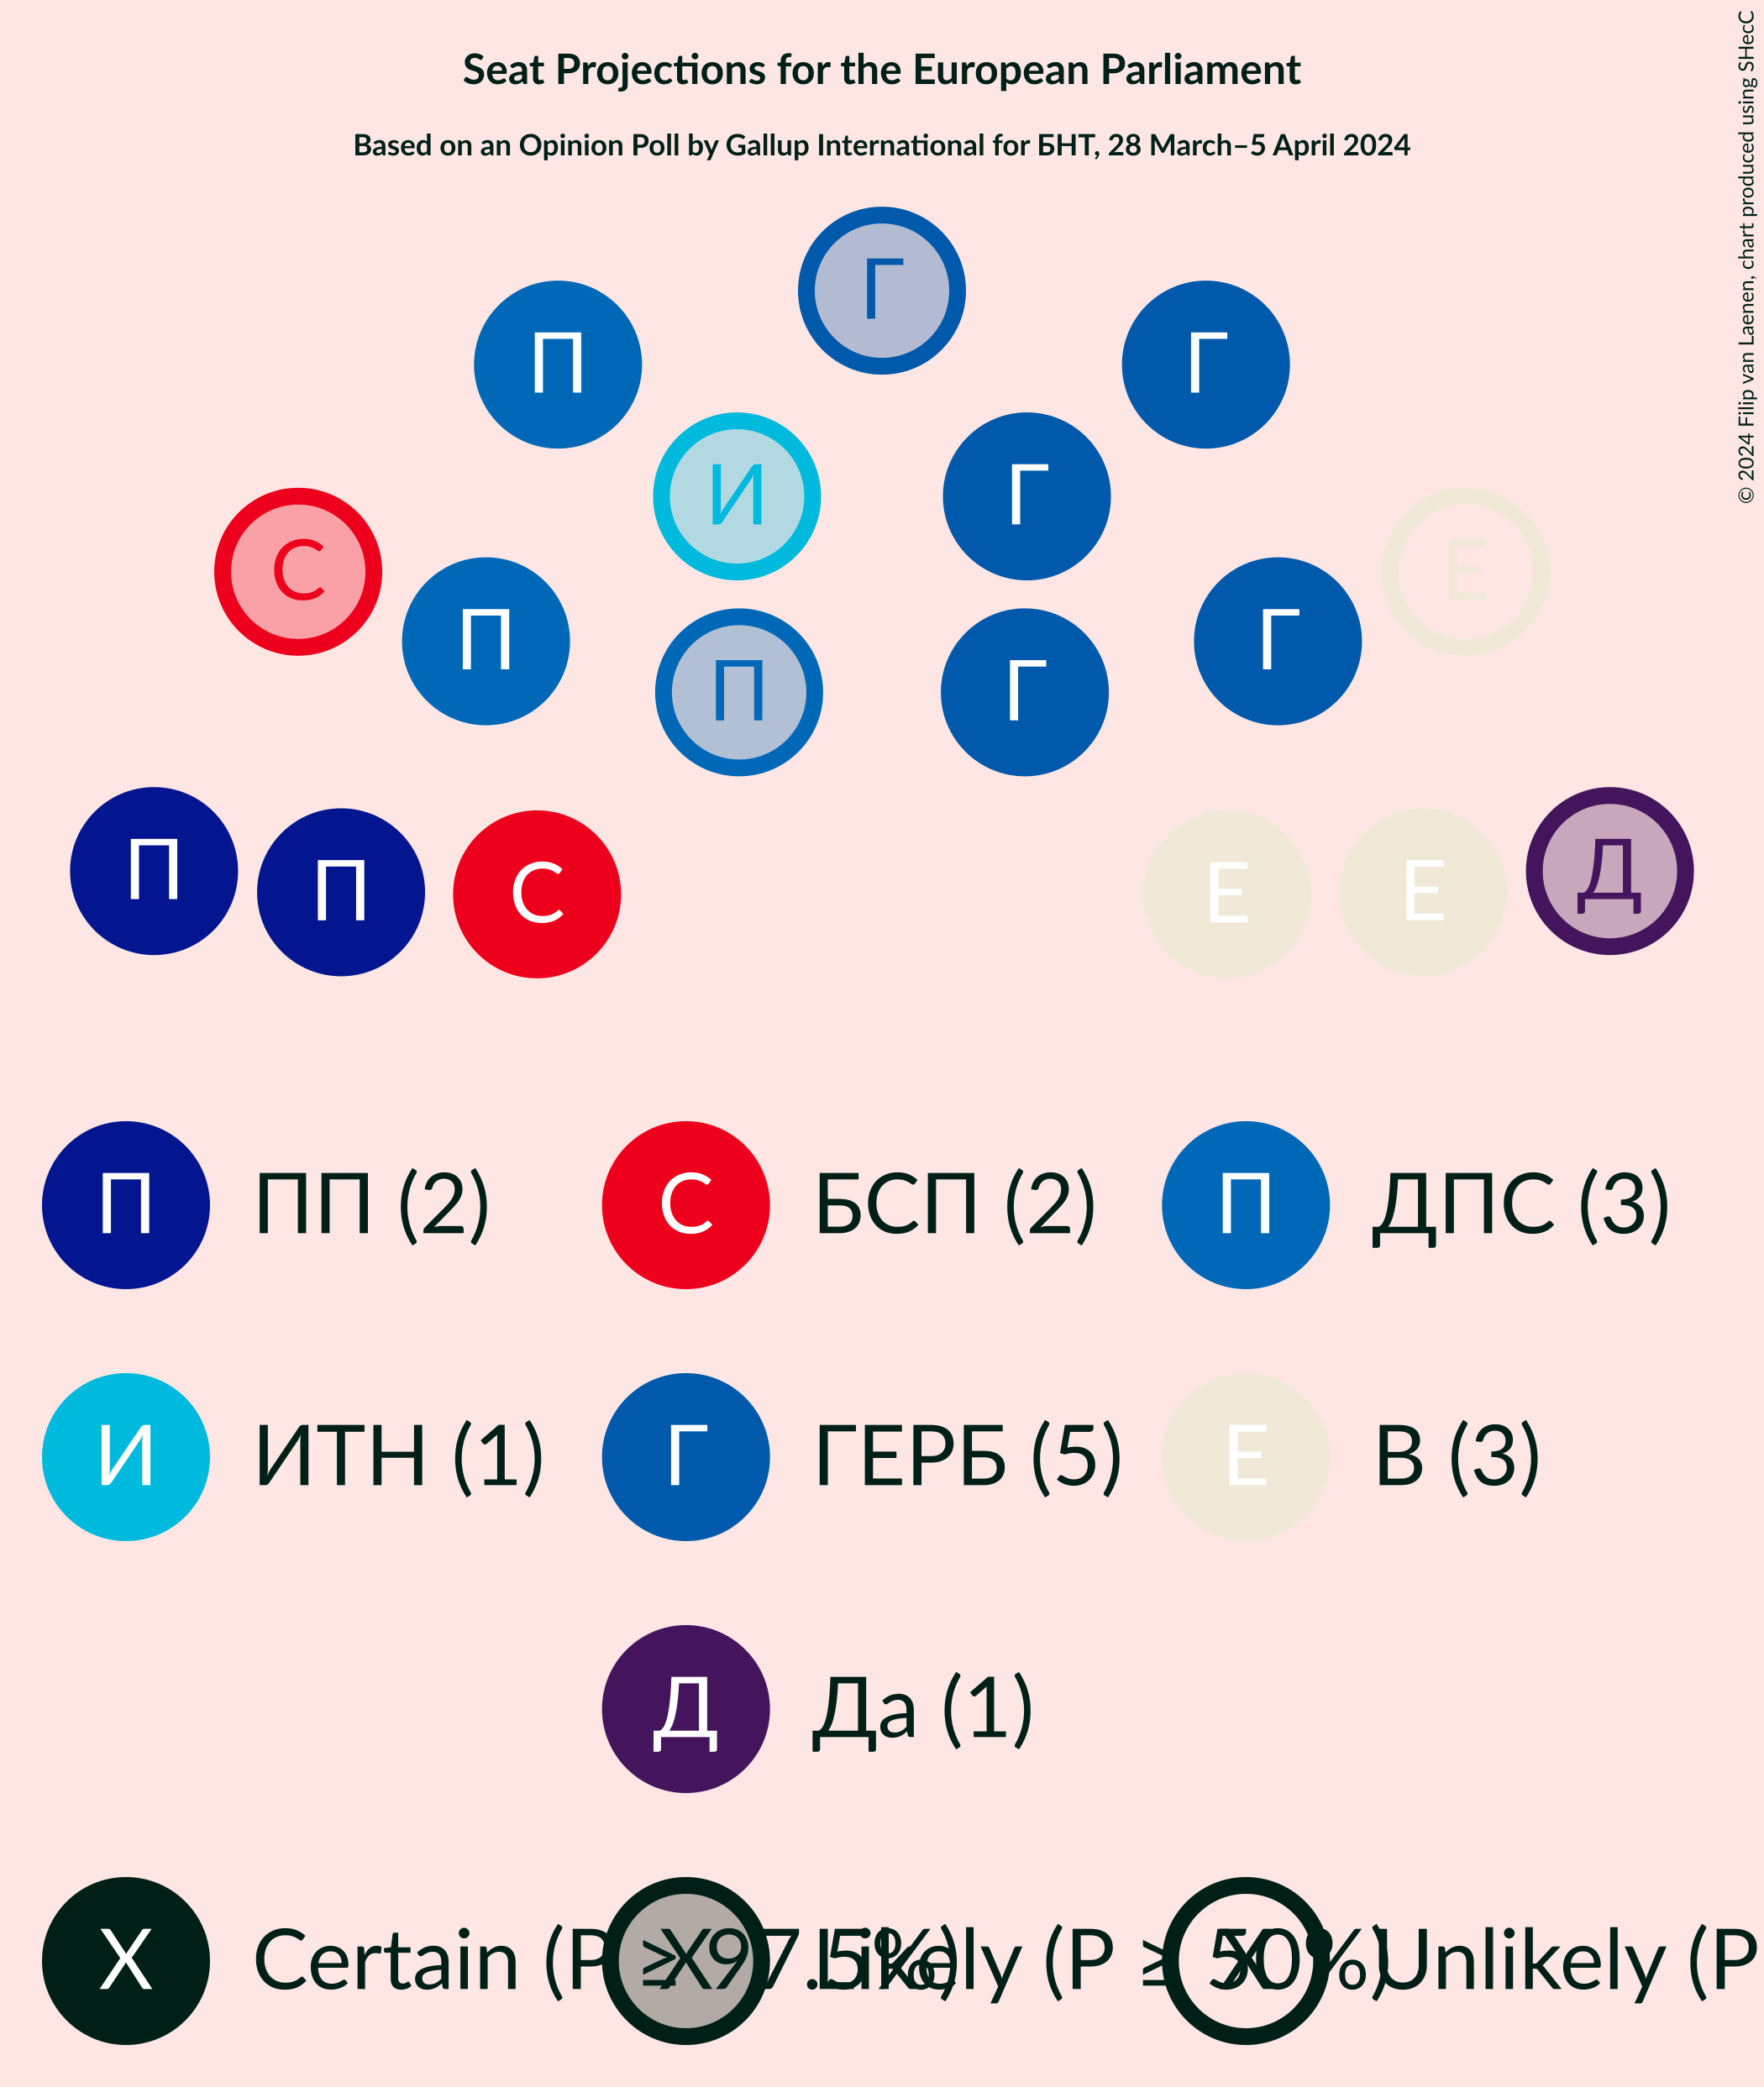 Seat Projections for the European Parliament
Based on an Opinion Poll by Gallup International for БНТ, 28 March–5 April 2024
© 2024 Filip van Laenen, chart produced using SHecC
Г
П Г
И Г
С Е
П Г
П Г
П Д
П С Е Е
П ПП (2) С БСП (2) П ДПС (3)
И ИТН (1) Г ГЕРБ (5) Е В (3)
Д Да (1)
X Certain (P ≥ 97.5%) X Likely (P ≥ 50%) X Unlikely (P